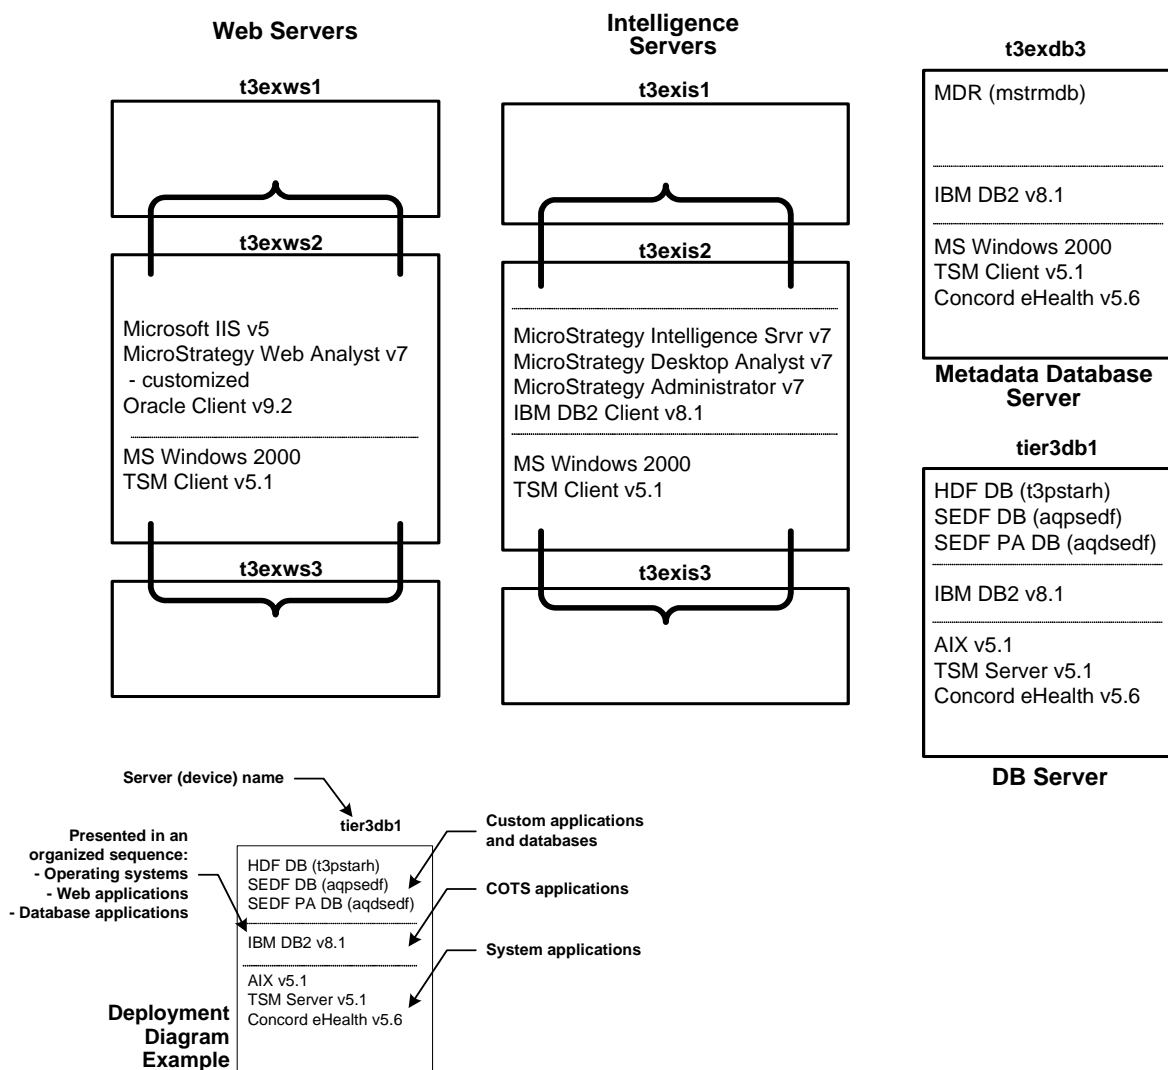 Web Servers
t3exws1
t3exws2
Microsoft IIS v5
MicroStrategy Web Analyst v7
- customized
Oracle Client v9.2
MS Windows 2000
TSM Client v5.1
t3exws3
Intelligence
Servers
t3exis1
t3exis2
MicroStrategy Intelligence Srvr v7
MicroStrategy Desktop Analyst v7
MicroStrategy Administrator v7
IBM DB2 Client v8.1
MS Windows 2000
TSM Client v5.1
t3exis3
t3exdb3
MDR (mstrmdb)
IBM DB2 v8.1
MS Windows 2000
TSM Client v5.1
Concord eHealth v5.6
Metadata Database
Server
tier3db1
HDF DB (t3pstarh)
SEDF DB (aqpsedf)
SEDF PA DB (aqdsedf)
IBM DB2 v8.1
AIX v5.1
TSM Server v5.1
Concord eHealth v5.6
DB Server
Server (device) name
tier3db1
Presented in an
organized sequence:
- Operating systems
- Web applications
- Database applications
HDF DB (t3pstarh)
SEDF DB (aqpsedf)
SEDF PA DB (aqdsedf)
IBM DB2 v8.1
AIX v5.1
TSM Server v5.1
Concord eHealth v5.6
Custom applications
and databases
COTS applications
System applications
Deployment
Diagram
Example